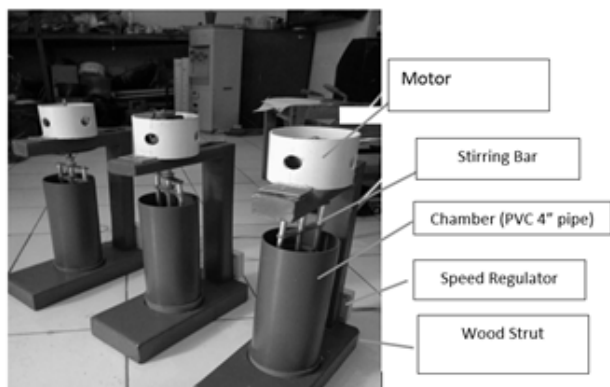 Motor
Stirring Bar
Chamber (PVC 4" pipe)
Speed Regulator
Wood Strut